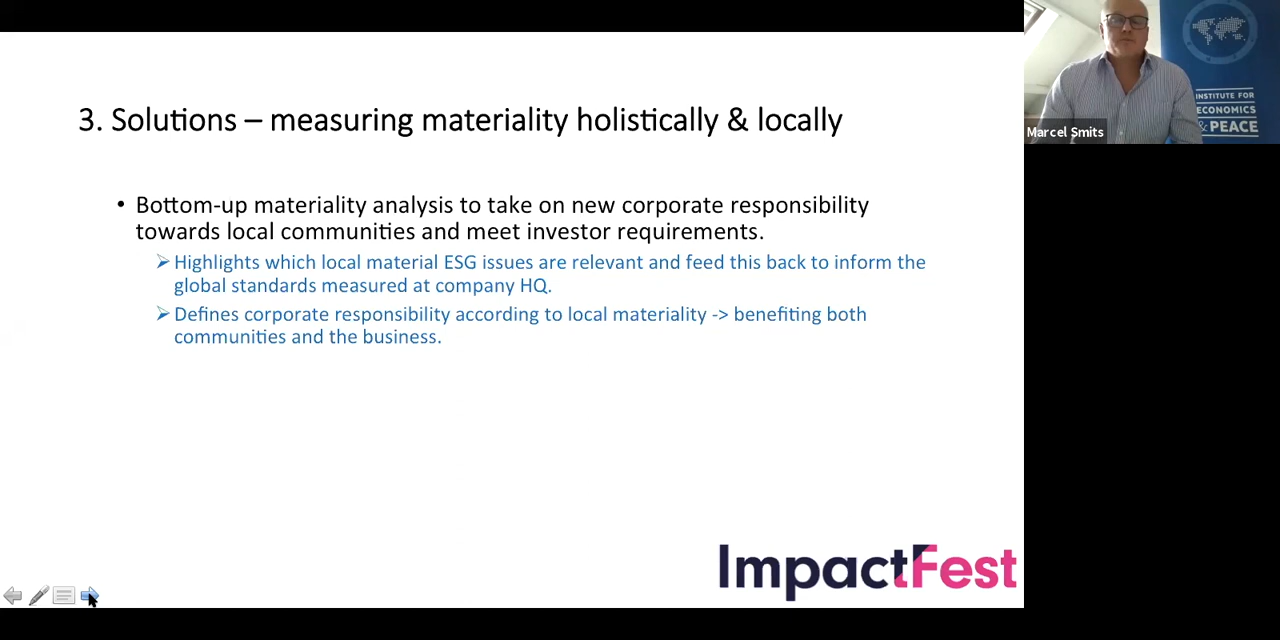 3. Solutions – measuring materiality holistically & locally
• Bottom-up materiality analysis to take on new corporate responsibility
towards local communities and meet investor requirements.
➢ Highlights which local material ESG issues are relevant and feed this back to inform the
global standards measured at company HQ.
➢ Defines corporate responsibility according to local materiality -> benefiting both
communities and the business.
ImpactFest
INSTITUTE FOR
ECONOMICS
& PEACE
Marcel Smits